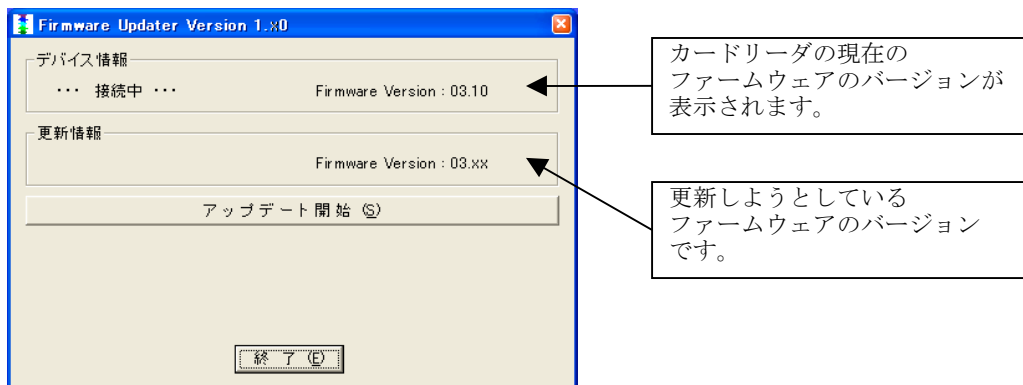 Firmware Updater Version 1.x0
デバイス情報
･･･ 接続中 ･･･ Firmware Version : 03.10
更新情報
Firmware Version : 03.xx
アップデート開始 (S)
終 了 (E)
カードリーダの現在の
ファームウェアのバージョンが
表示されます。
更新しようとしている
ファームウェアのバージョン
です。